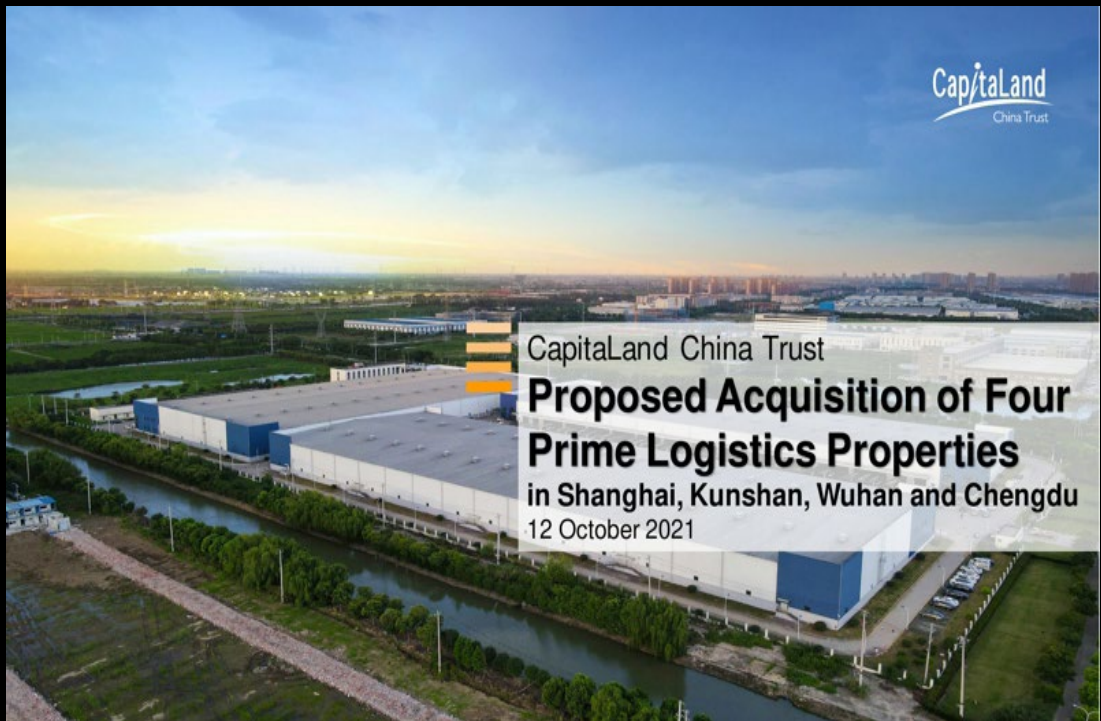 CapitaLand
China Trust
CapitaLand China Trust
Proposed Acquisition of Four
Prime Logistics Properties
in Shanghai, Kunshan, Wuhan and Chengdu
12 October 2021